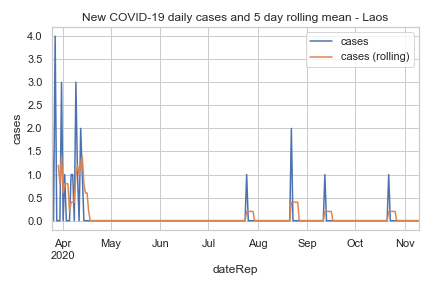 New COVID-19 daily cases and 5 day rolling mean - Laos
cases
cases (rolling)
4.0
3.5
3.0
2.5
2.0
1.5
1.0
0.5
0.0
cases
Apr May Jun Jul Aug Sep Oct Nov
2020
dateRep